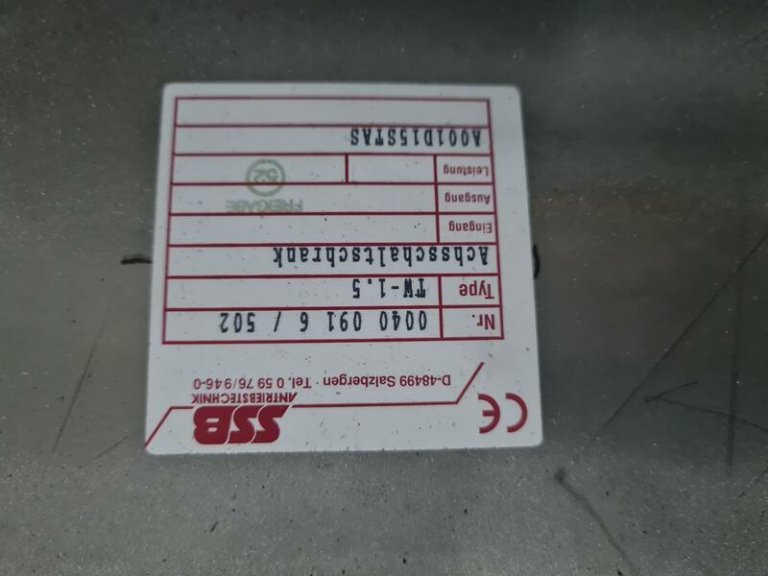 CE
SSB
ANTRIEBSTECHNIK
D-48499 Salzbergen · Tel. 0 59 76/9 46-0
Nr. 0040 091 6 / 502
Type TW-1.5
Achsschaltschrank
Eingang
Ausgang FREIGABE
Leistung 52
A001D15STAS